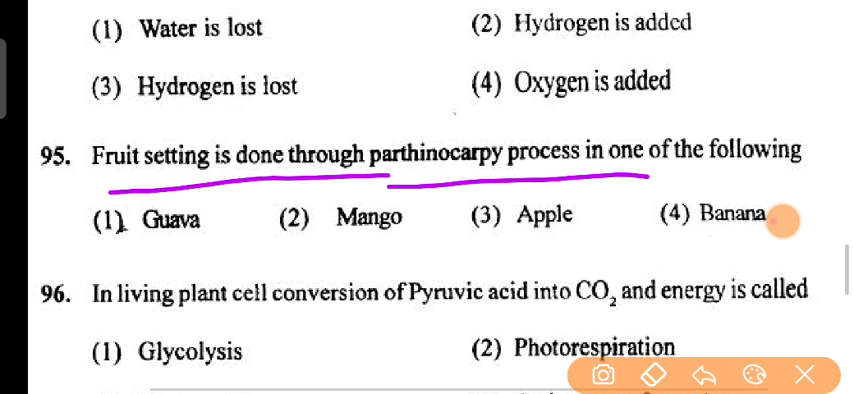 (1) Water is lost (2) Hydrogen is added
(3) Hydrogen is lost (4) Oxygen is added
95. Fruit setting is done through parthinocarpy process in one of the following
(1) Guava (2) Mango (3) Apple (4) Banana
96. In living plant cell conversion of Pyruvic acid into CO₂ and energy is called
(1) Glycolysis (2) Photorespiration